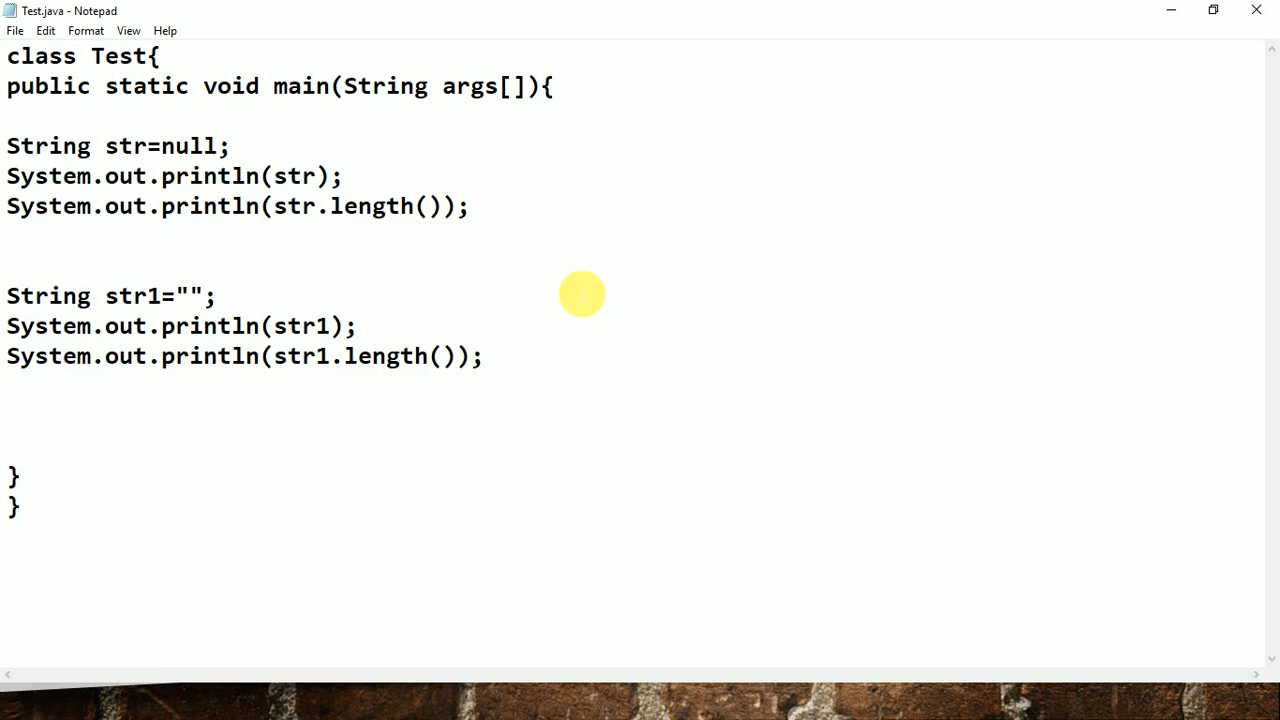 Test.java - Notepad
File Edit Format View Help
class Test{
public static void main(String args[]){
String str=null;
System.out.println(str);
System.out.println(str.length());
String str1="";
System.out.println(str1);
System.out.println(str1.length());
}
}